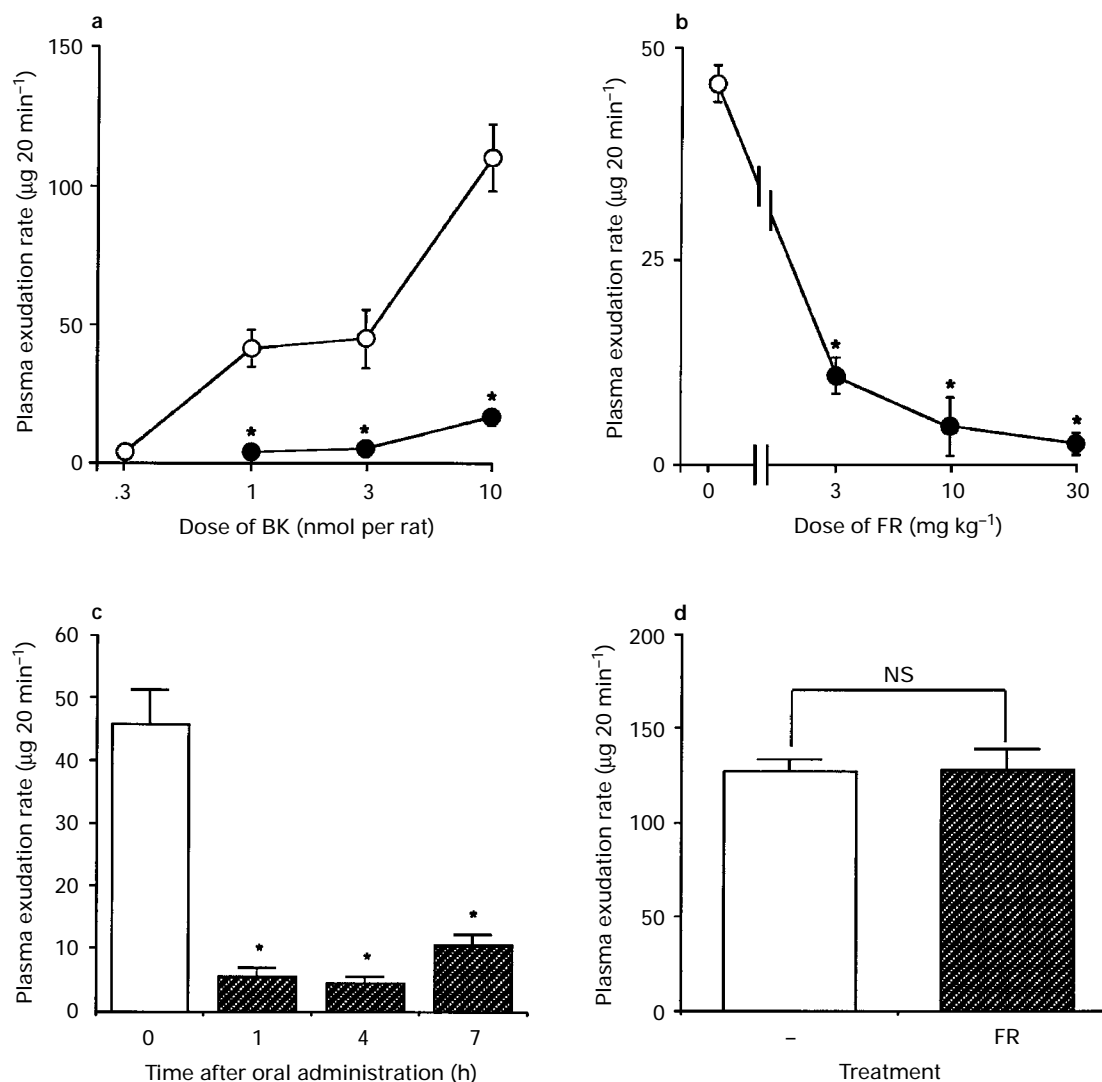 a
Plasma exudation rate (µg 20 min⁻¹)
150
100
50
0
*
*
*
.3
1
3
10
Dose of BK (nmol per rat)
b
Plasma exudation rate (µg 20 min⁻¹)
50
25
0
*
*
*
0
3
10
30
Dose of FR (mg kg⁻¹)
c
Plasma exudation rate (µg 20 min⁻¹)
60
50
40
30
20
10
0
*
*
*
0
1
4
7
Time after oral administration (h)
d
Plasma exudation rate (µg 20 min⁻¹)
200
150
100
50
0
NS
–
FR
Treatment